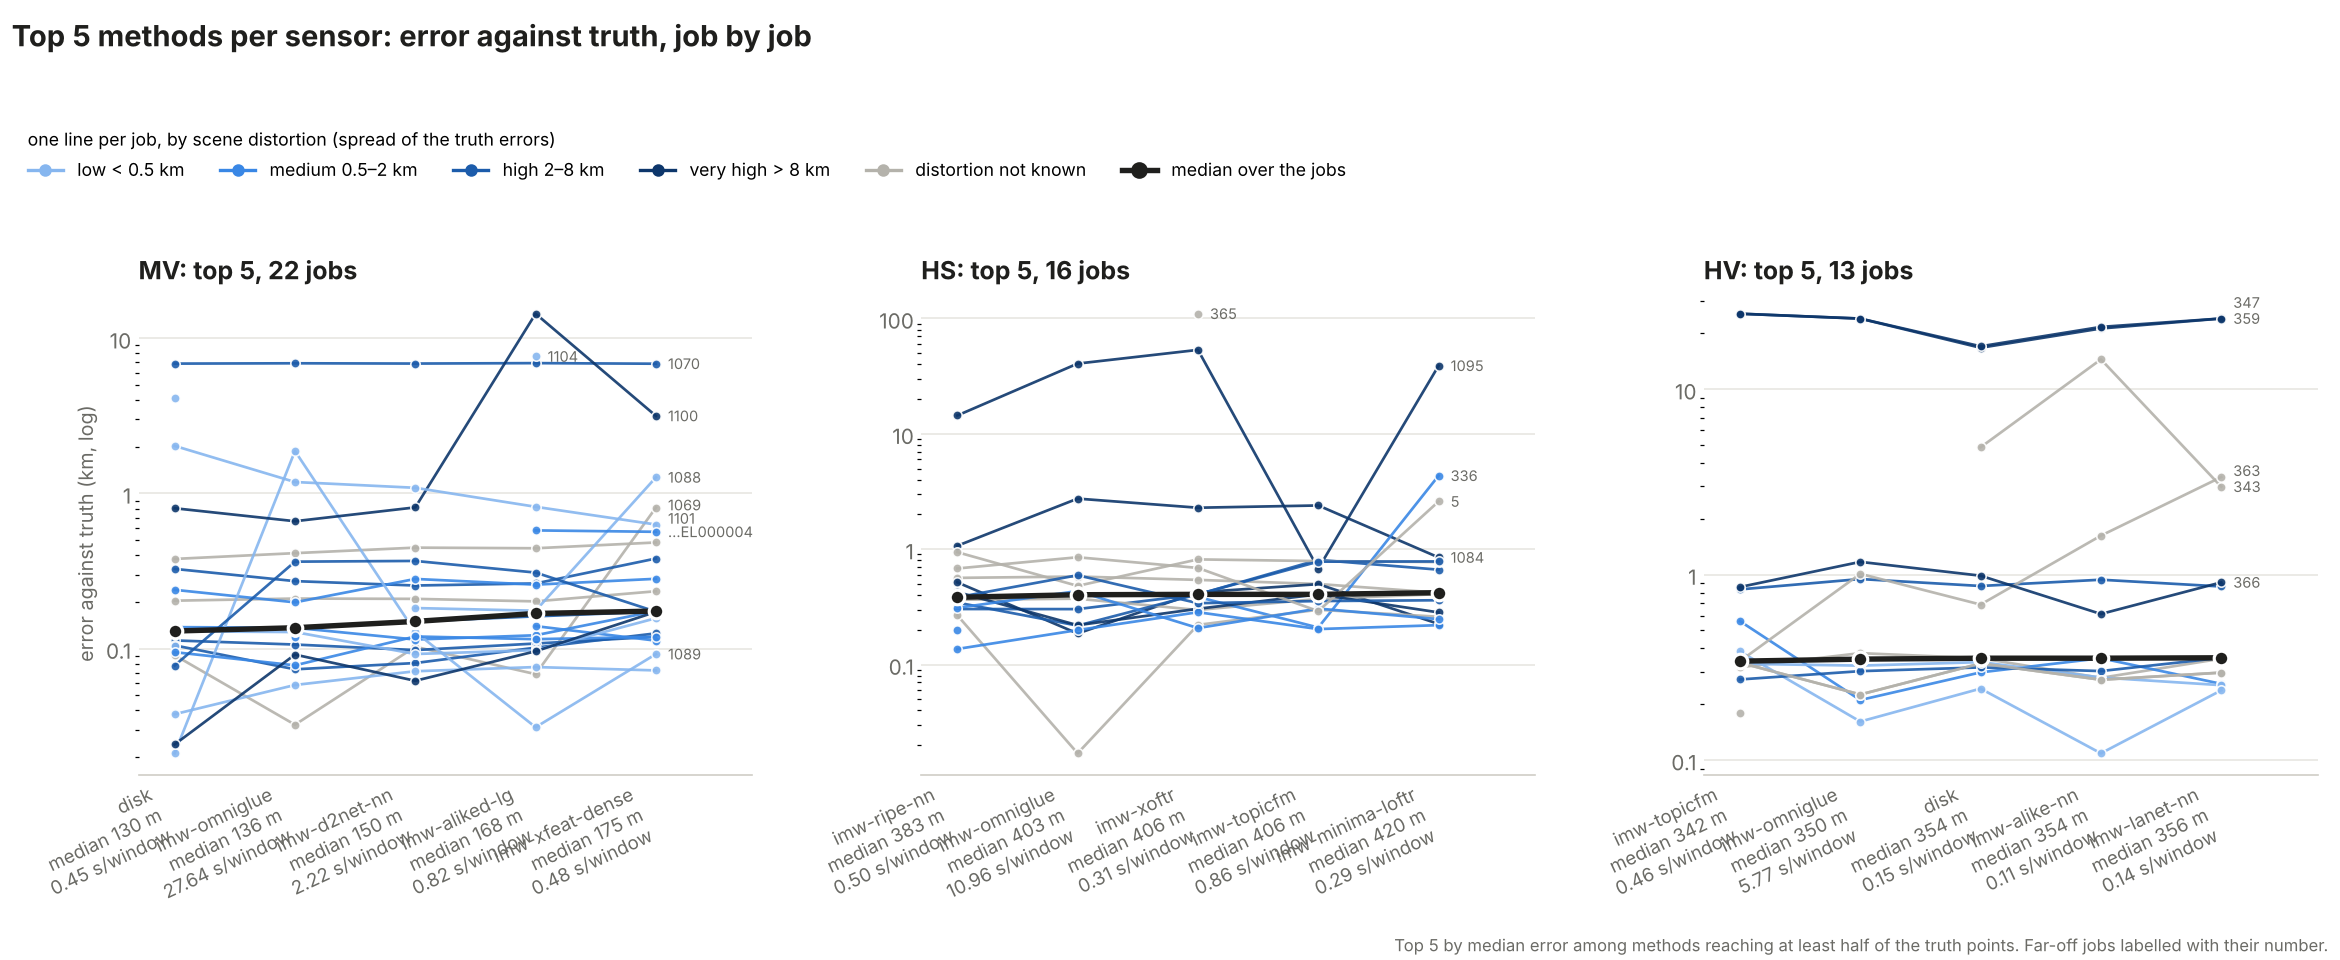 Top 5 methods per sensor: error against truth, job by job
one line per job, by scene distortion (spread of the truth errors)
low < 0.5 km
medium 0.5–2 km
high 2–8 km
very high > 8 km
distortion not known
median over the jobs
MV: top 5, 22 jobs
error against truth (km, log)
10
1
0.1
1104
1070
1100
1088
1069
1101
...EL000004
1089
disk
median 130 m
0.45 s/window
imw-omniglue
median 136 m
27.64 s/window
imw-d2net-nn
median 150 m
2.22 s/window
imw-aliked-lg
median 168 m
0.82 s/window
imw-xfeat-dense
median 175 m
0.48 s/window
HS: top 5, 16 jobs
100
10
1
0.1
365
1095
336
5
1084
imw-ripe-nn
median 383 m
0.50 s/window
imw-omniglue
median 403 m
10.96 s/window
imw-xoftr
median 406 m
0.31 s/window
imw-topicfm
median 406 m
0.86 s/window
imw-minima-loftr
median 420 m
0.29 s/window
HV: top 5, 13 jobs
10
1
0.1
347
359
363
343
366
imw-topicfm
median 342 m
0.46 s/window
imw-omniglue
median 350 m
5.77 s/window
disk
median 354 m
0.15 s/window
imw-alike-nn
median 354 m
0.11 s/window
imw-lanet-nn
median 356 m
0.14 s/window
Top 5 by median error among methods reaching at least half of the truth points. Far-off jobs labelled with their number.